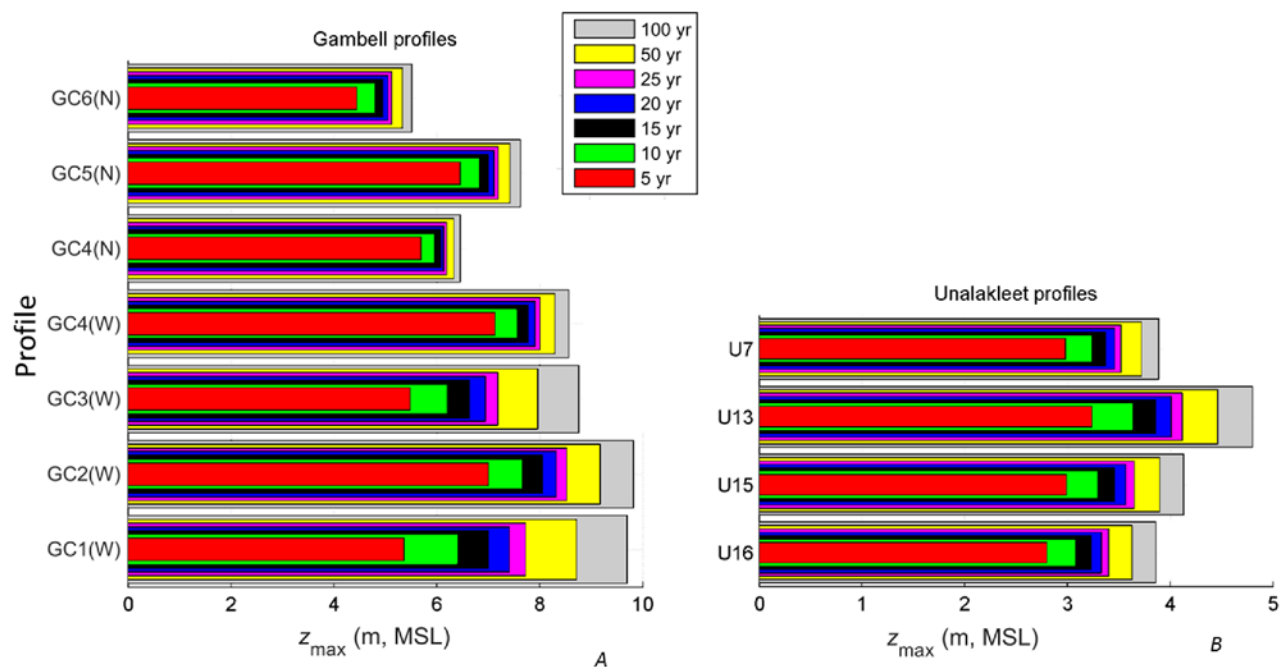 Gambell profiles
100 yr
50 yr
25 yr
20 yr
15 yr
10 yr
5 yr
Profile
GC6(N)
GC5(N)
GC4(N)
GC4(W)
GC3(W)
GC2(W)
GC1(W)
0 2 4 6 8 10
z_max (m, MSL)
A
Unalakleet profiles
U7
U13
U15
U16
0 1 2 3 4 5
z_max (m, MSL)
B